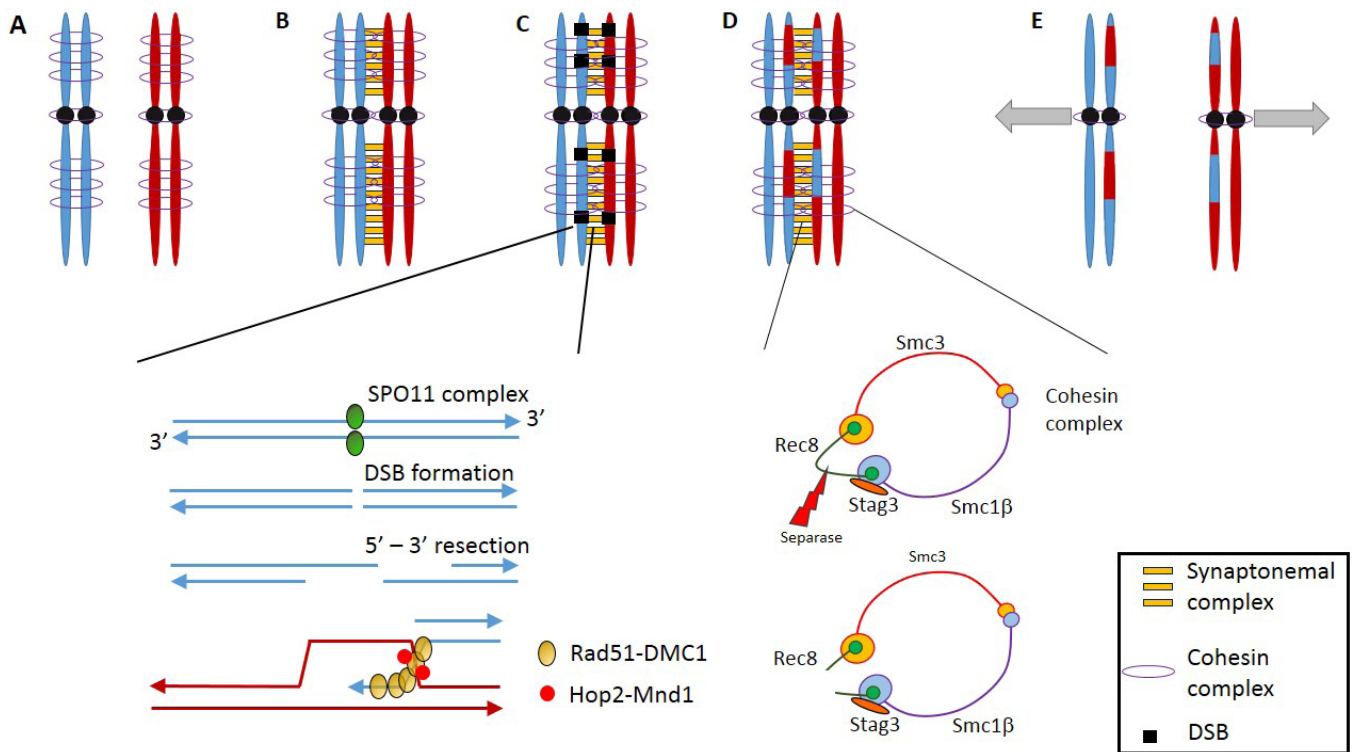 A
B
C
D
E
SPO11 complex
3’
3’
DSB formation
5’ – 3’ resection
Rad51-DMC1
Hop2-Mnd1
Smc3
Cohesin
complex
Rec8
Stag3
Smc1β
Separase
Smc3
Rec8
Stag3
Smc1β
Synaptonemal
complex
Cohesin
complex
DSB